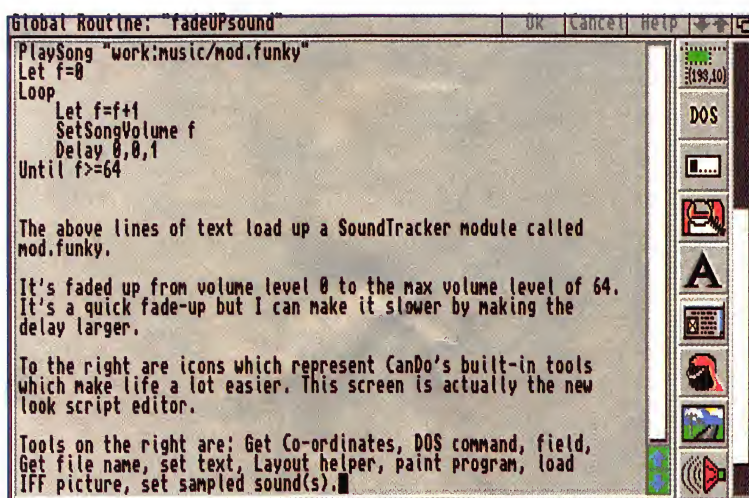 Global Routine: "fadeUPsound" OK Cancel Help
PlaySong "work:music/mod.funky"
Let f=0
Loop
Let f=f+1
SetSongVolume f
Delay 0,0,1
Until f>=64
The above lines of text load up a SoundTracker module called
mod.funky.
It's faded up from volume level 0 to the max volume level of 64.
It's a quick fade-up but I can make it slower by making the
delay larger.
To the right are icons which represent CanDo's built-in tools
which make life a lot easier. This screen is actually the new
look script editor.
Tools on the right are: Get Co-ordinates, DOS command, field,
Get file name, set text, Layout helper, paint program, load
IFF picture, set sampled sound(s).
(193,10)
DOS
A